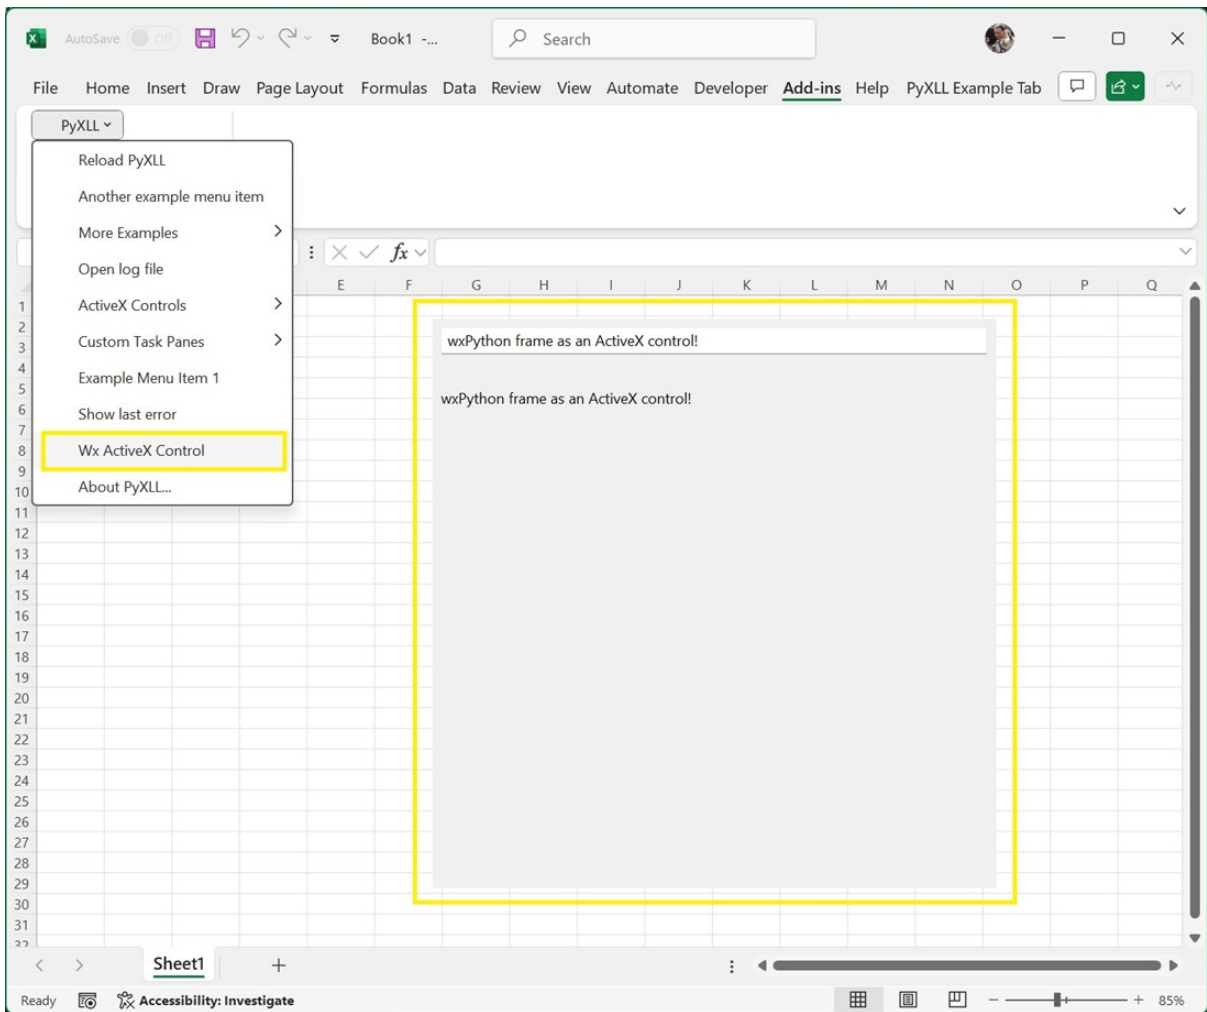 AutoSave Off Book1 -... Search
File Home Insert Draw Page Layout Formulas Data Review View Automate Developer Add-ins Help PyXLL Example Tab
PyXLL
Reload PyXLL
Another example menu item
More Examples
Open log file
ActiveX Controls
Custom Task Panes
Example Menu Item 1
Show last error
Wx ActiveX Control
About PyXLL...
fx
E F G H I J K L M N O P Q
1
2
3
4
5
6
7
8
9
10
11
12
13
14
15
16
17
18
19
20
21
22
23
24
25
26
27
28
29
30
31
32
wxPython frame as an ActiveX control!
wxPython frame as an ActiveX control!
Sheet1
Ready Accessibility: Investigate 85%